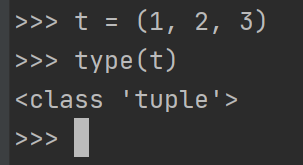 >>> t = (1, 2, 3)
>>> type(t)
<class 'tuple'>
>>>